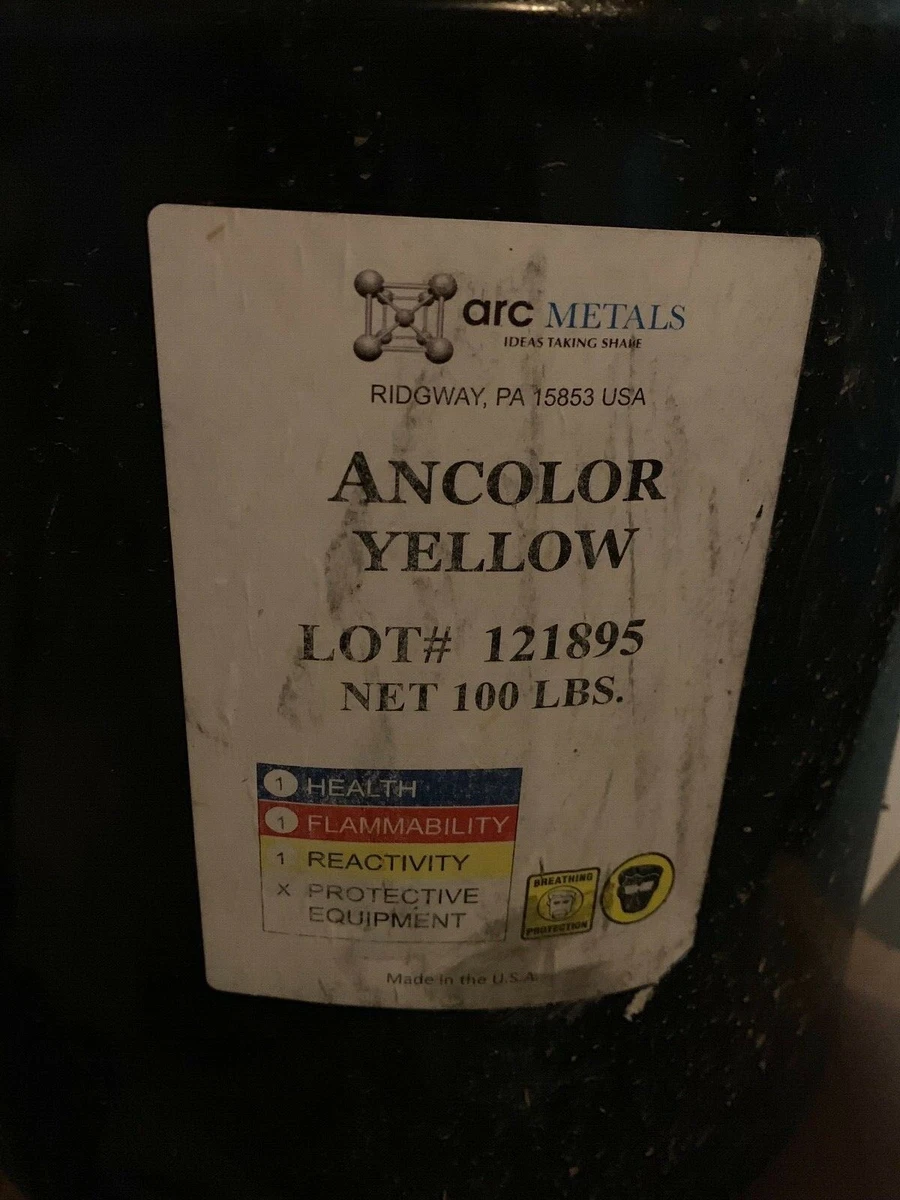 arc METALS
IDEAS TAKING SHAPE
RIDGWAY, PA 15853 USA
ANCOLOR
YELLOW
LOT# 121895
NET 100 LBS.
1 HEALTH
1 FLAMMABILITY
1 REACTIVITY
X PROTECTIVE
EQUIPMENT
BREATHING
PROTECTION
Made in the U.S.A.